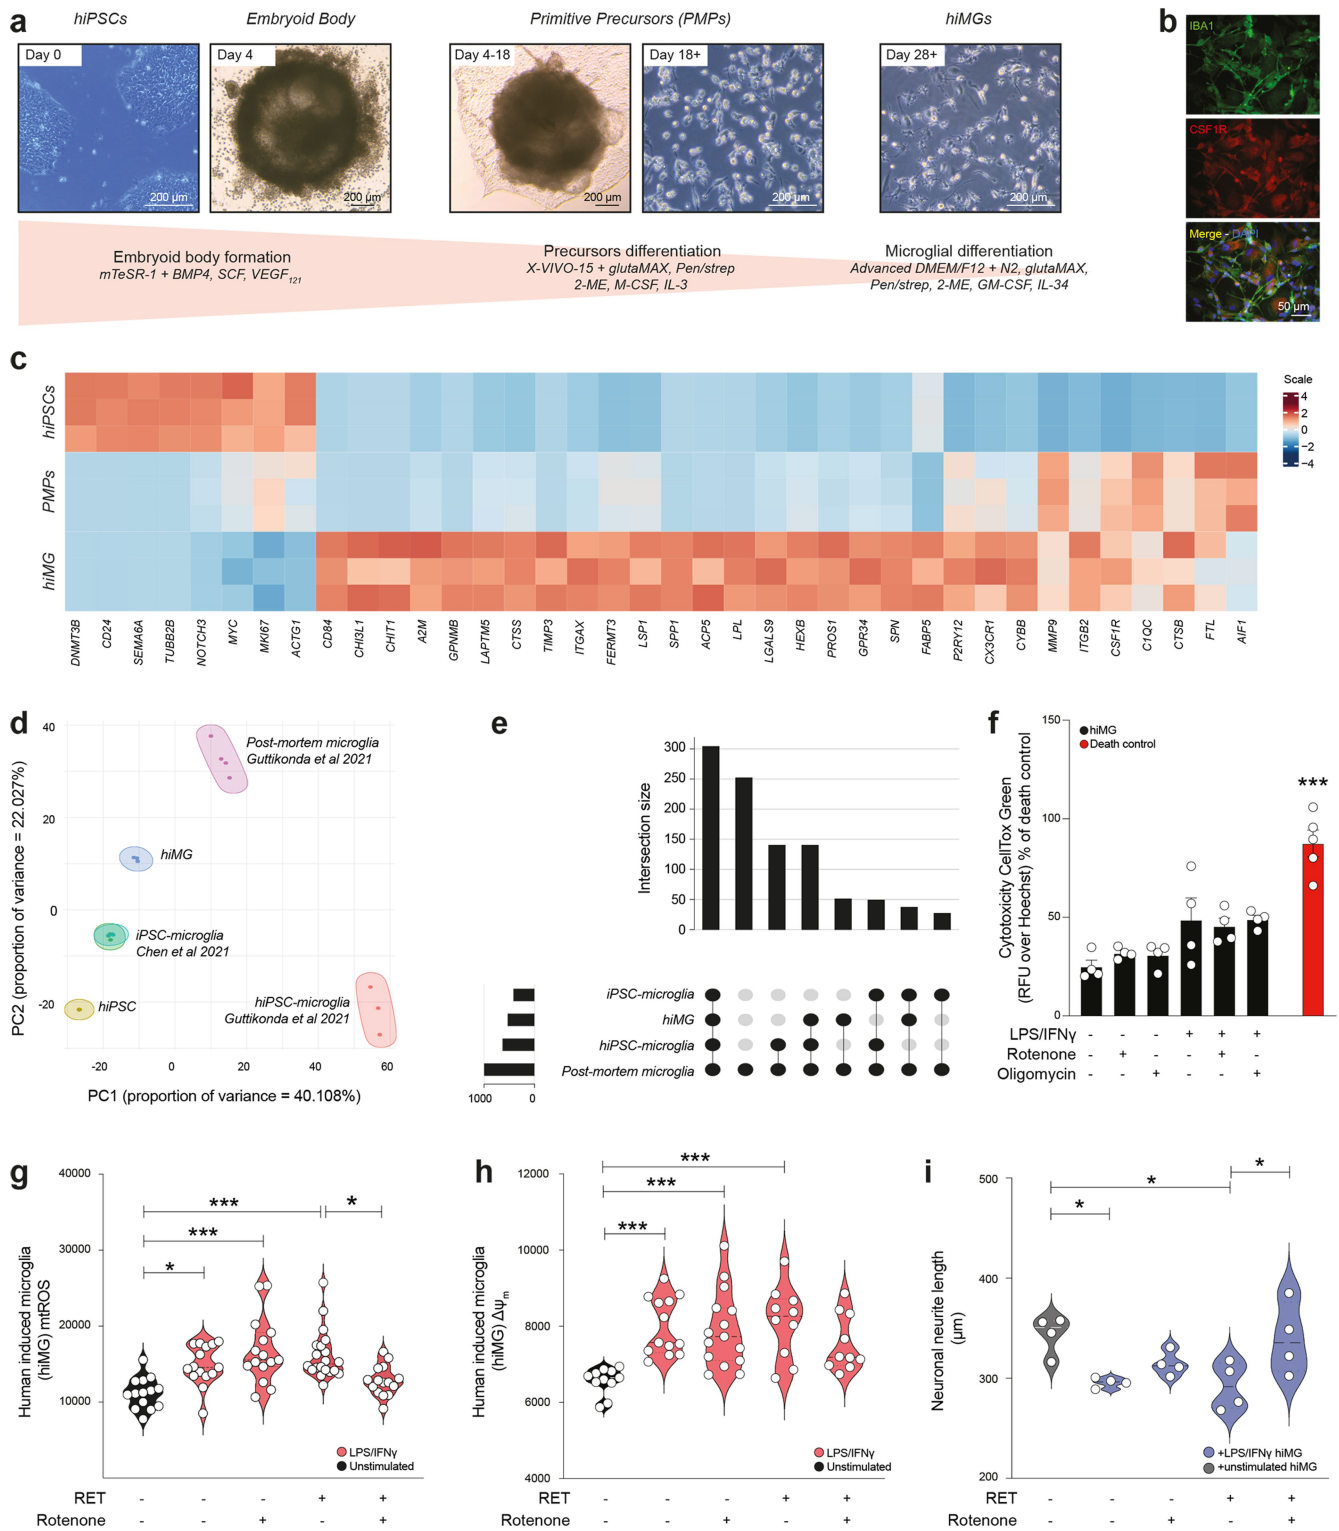 a
hiPSCs
Embryoid Body
Primitive Precursors (PMPs)
hiMGs
Day 0
Day 4
Day 4-18
Day 18+
Day 28+
200 µm
200 µm
200 µm
200 µm
200 µm
Embryoid body formation
mTeSR-1 + BMP4, SCF, VEGF121
Precursors differentiation
X-VIVO-15 + glutaMAX, Pen/strep
2-ME, M-CSF, IL-3
Microglial differentiation
Advanced DMEM/F12 + N2, glutaMAX,
Pen/strep, 2-ME, GM-CSF, IL-34
b
IBA1
CSF1R
Merge - DAPI
50 µm
c
hiPSCs
PMPs
hiMG
DNMT3B
CD24
SEMA6A
TUBB2B
NOTCH3
MYC
MKI67
ACTG1
CD84
CHI3L1
CHIT1
A2M
GPNMB
LAPTM5
CTSS
TIMP3
ITGAX
FERMT3
LSP1
SPP1
ACP5
LPL
LGALS9
HEXB
PROS1
GPR34
SPN
FABP5
P2RY12
CX3CR1
CYBB
MMP9
ITGB2
CSF1R
C1QC
CTSB
FTL
AIF1
Scale
4
2
0
−2
−4
d
PC2 (proportion of variance = 22.027%)
40
20
0
-20
Post-mortem microglia
Guttikonda et al 2021
hiMG
iPSC-microglia
Chen et al 2021
hiPSC
hiPSC-microglia
Guttikonda et al 2021
-20
0
20
40
60
PC1 (proportion of variance = 40.108%)
e
Intersection size
300
250
200
150
100
50
0
iPSC-microglia
hiMG
hiPSC-microglia
Post-mortem microglia
1000
0
f
Cytotoxicity CellTox Green
(RFU over Hoechst) % of death control
150
100
50
0
hiMG
Death control
***
LPS/IFNγ - - - + + +
Rotenone - + - - + -
Oligomycin - - + - - +
g
Human induced microglia
(hiMG) mtROS
40000
30000
20000
10000
***
*
***
*
LPS/IFNγ
Unstimulated
RET - - - + +
Rotenone - - + - +
h
Human induced microglia
(hiMG) Δψm
12000
10000
8000
6000
4000
***
***
***
LPS/IFNγ
Unstimulated
RET - - - + +
Rotenone - - + - +
i
Neuronal neurite length
(µm)
500
400
300
200
*
*
*
+LPS/IFNγ hiMG
+unstimulated hiMG
RET - - - + +
Rotenone - - + - +